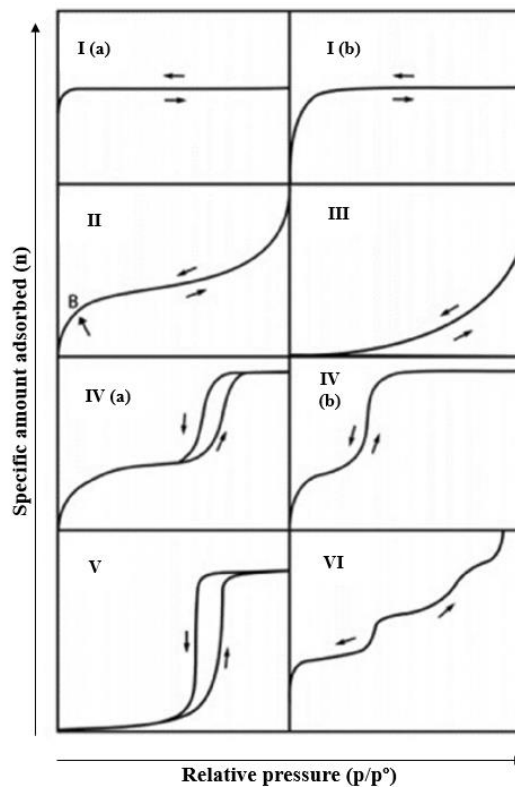 I (a)
I (b)
II
III
B
IV (a)
IV
(b)
V
VI
Specific amount adsorbed (n)
Relative pressure (p/p°)